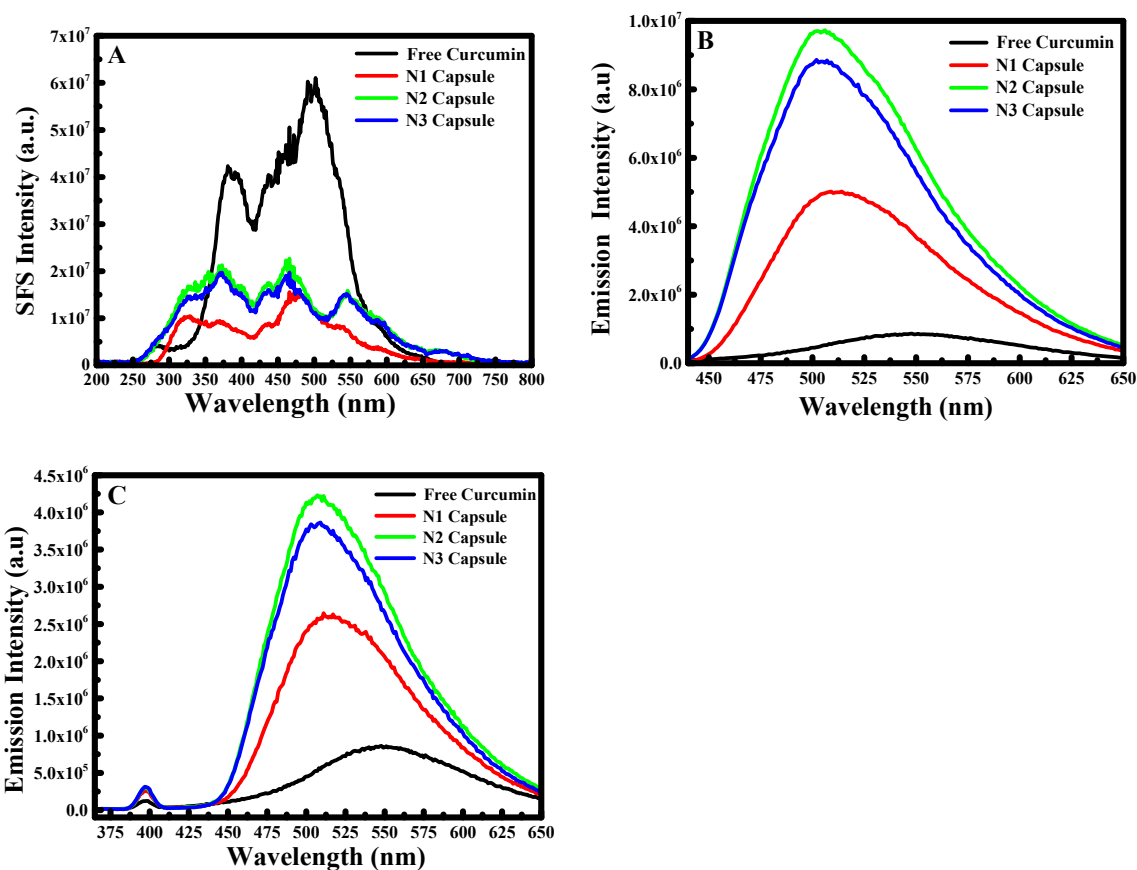 A
7x10⁷
6x10⁷
5x10⁷
4x10⁷
3x10⁷
2x10⁷
1x10⁷
0
SFS Intensity (a.u.)
Free Curcumin
N1 Capsule
N2 Capsule
N3 Capsule
200 250 300 350 400 450 500 550 600 650 700 750 800
Wavelength (nm)
B
1.0x10⁷
8.0x10⁶
6.0x10⁶
4.0x10⁶
2.0x10⁶
0.0
Emission Intensity (a.u)
Free Curcumin
N1 Capsule
N2 Capsule
N3 Capsule
450 475 500 525 550 575 600 625 650
Wavelength (nm)
C
4.5x10⁶
4.0x10⁶
3.5x10⁶
3.0x10⁶
2.5x10⁶
2.0x10⁶
1.5x10⁶
1.0x10⁶
5.0x10⁵
0.0
Emission Intensity (a.u)
Free Curcumin
N1 Capsule
N2 Capsule
N3 Capsule
375 400 425 450 475 500 525 550 575 600 625 650
Wavelength (nm)